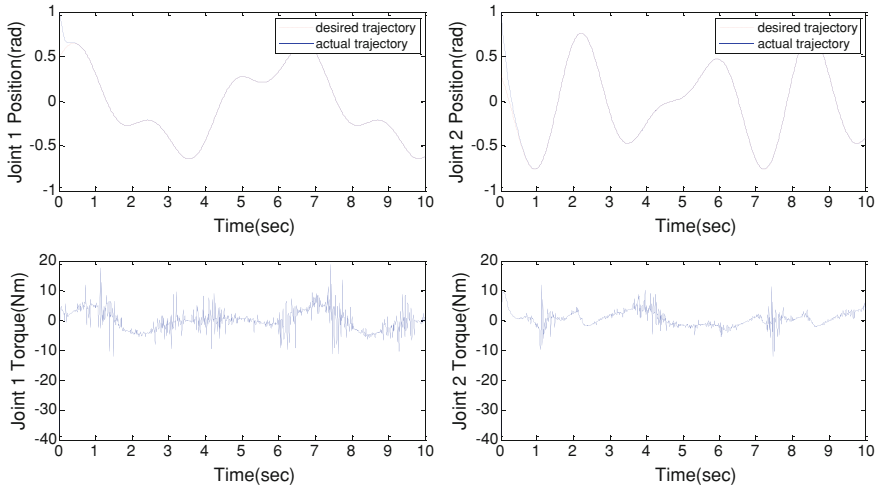 1
0.5
0
-0.5
-1
Joint 1 Position(rad)
desired trajectory
actual trajectory
0 1 2 3 4 5 6 7 8 9 10
Time(sec)
1
0.5
0
-0.5
-1
Joint 2 Position(rad)
desired trajectory
actual trajectory
0 1 2 3 4 5 6 7 8 9 10
Time(sec)
20
10
0
-10
-20
-30
-40
Joint 1 Torque(Nm)
0 1 2 3 4 5 6 7 8 9 10
Time(sec)
20
10
0
-10
-20
-30
-40
Joint 2 Torque(Nm)
0 1 2 3 4 5 6 7 8 9 10
Time(sec)